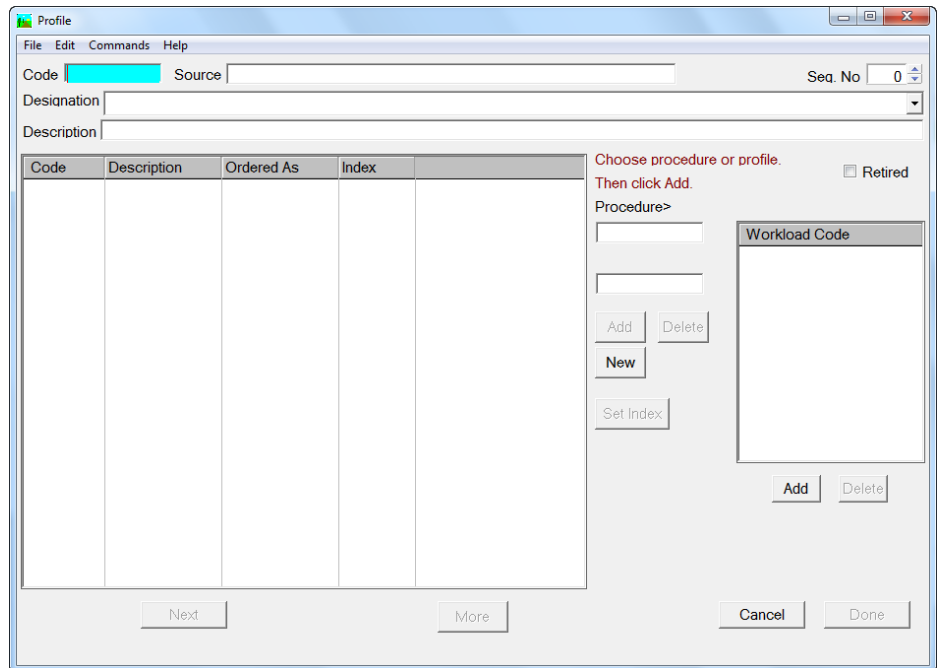 Profile
File Edit Commands Help
Code Source Seq. No 0
Designation
Description
Code Description Ordered As Index
Choose procedure or profile.
Then click Add.
Retired
Procedure>
Workload Code
Add Delete
New
Set Index
Add Delete
Next More Cancel Done